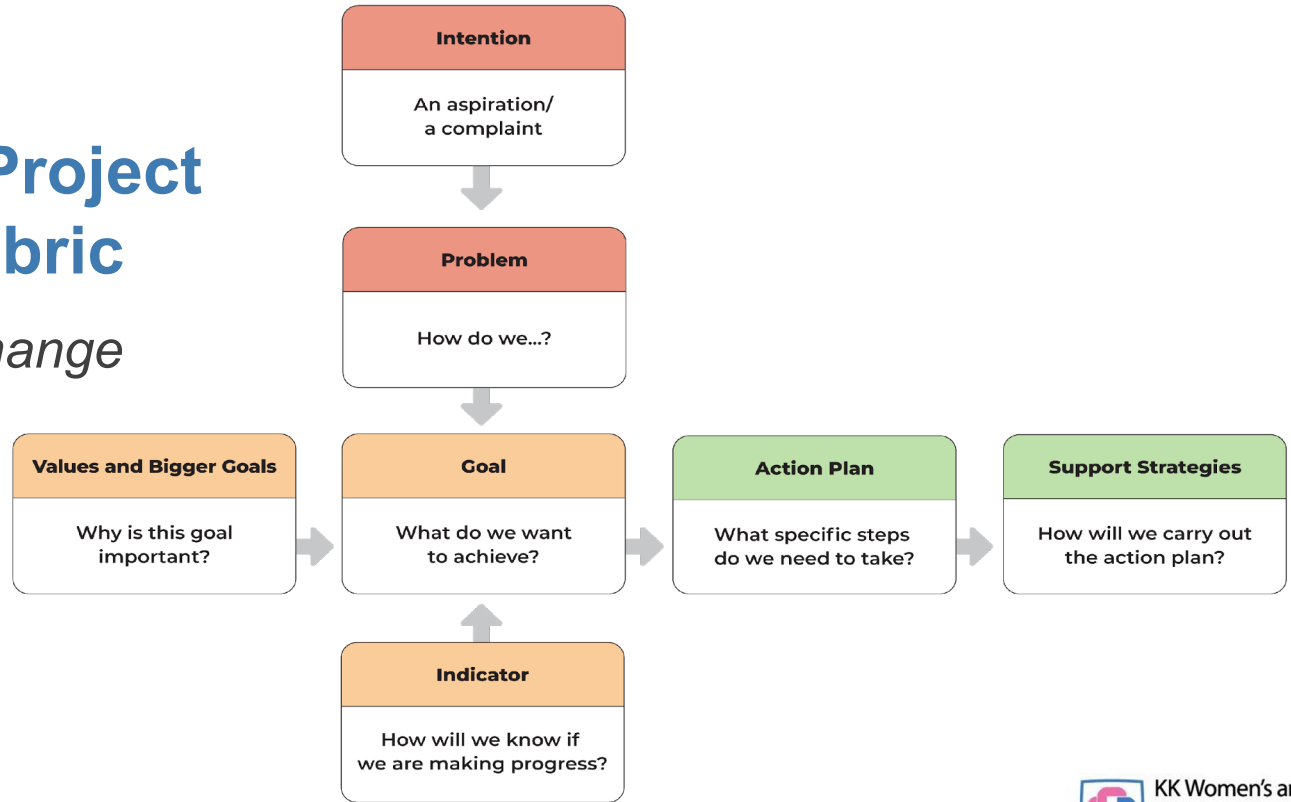 Project
bric
hange
Intention
An aspiration/
a complaint
Problem
How do we...?
Values and Bigger Goals
Why is this goal
important?
Goal
What do we want
to achieve?
Action Plan
What specific steps
do we need to take?
Support Strategies
How will we carry out
the action plan?
Indicator
How will we know if
we are making progress?
KK Women's